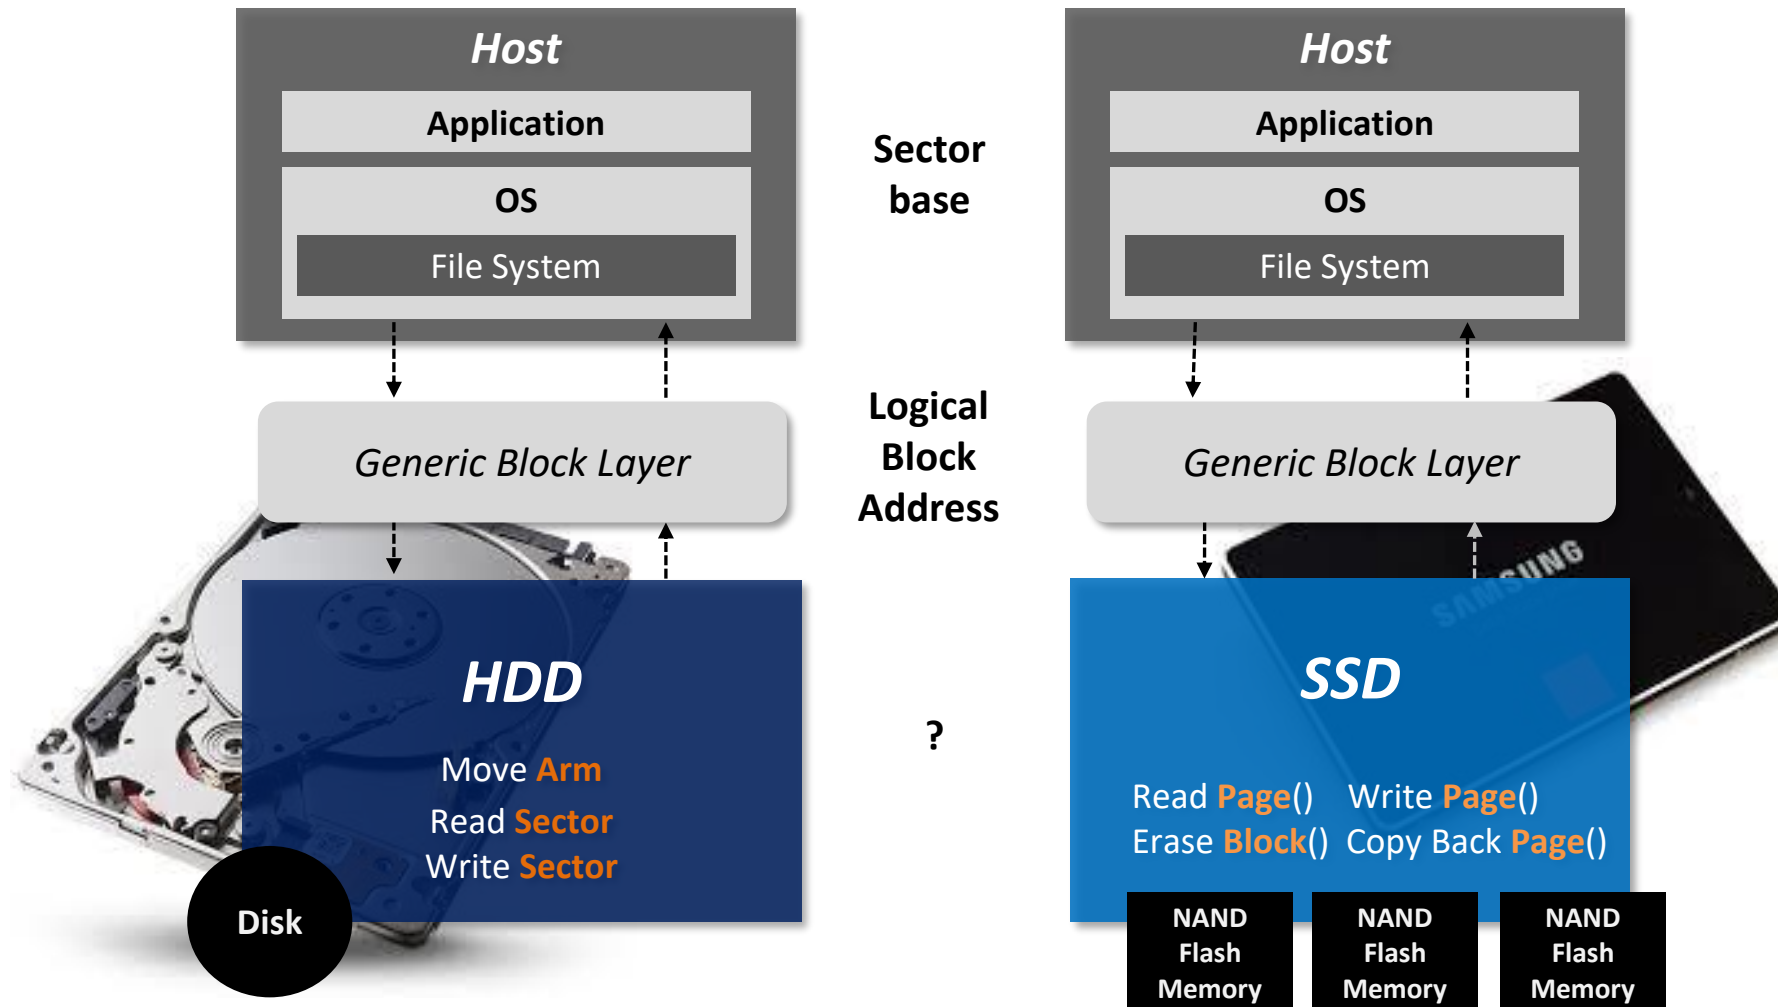 Host
Application
OS
File System
Generic Block Layer
HDD
Move Arm
Read Sector
Write Sector
Disk
Sector
base
Logical
Block
Address
?
Host
Application
OS
File System
Generic Block Layer
SAMSUNG
SSD
Read Page() Write Page()
Erase Block() Copy Back Page()
NAND
Flash
Memory
NAND
Flash
Memory
NAND
Flash
Memory